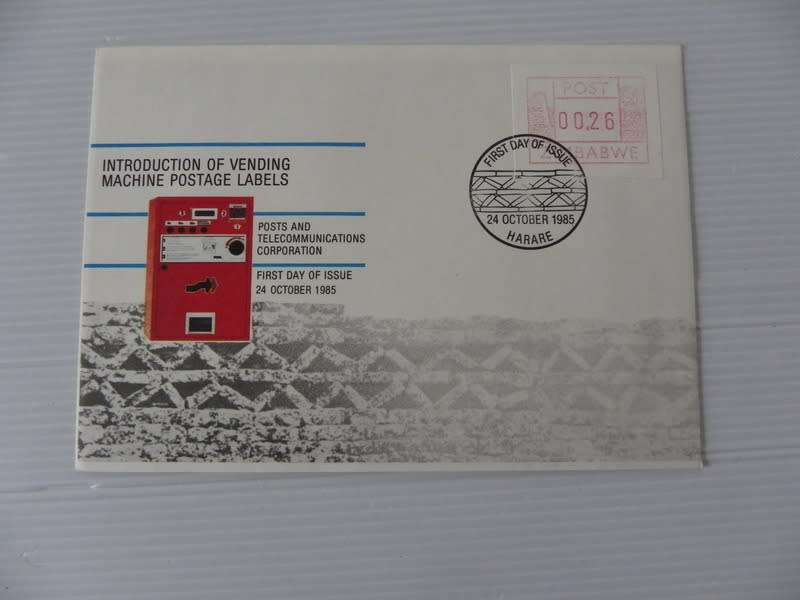 INTRODUCTION OF VENDING
MACHINE POSTAGE LABELS
POSTS AND
TELECOMMUNICATIONS
CORPORATION
FIRST DAY OF ISSUE
24 OCTOBER 1985
POST
00.26
ZIMBABWE
FIRST DAY OF ISSUE
24 OCTOBER 1985
HARARE